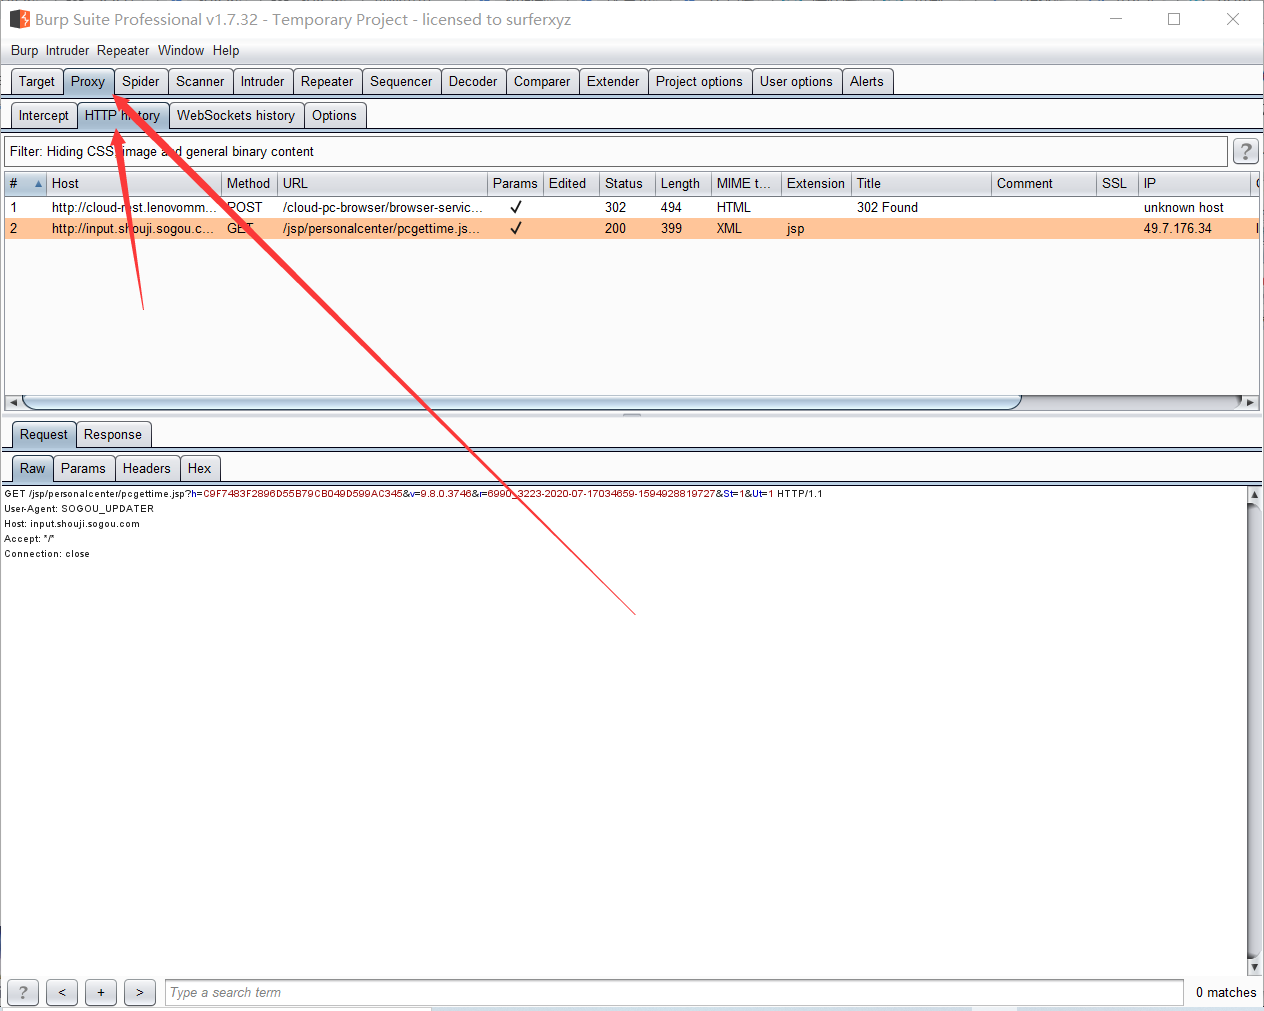 Burp Suite Professional v1.7.32 - Temporary Project - licensed to surferxyz
Burp Intruder Repeater Window Help
Target Proxy Spider Scanner Intruder Repeater Sequencer Decoder Comparer Extender Project options User options Alerts
Intercept HTTP history WebSockets history Options
Filter: Hiding CSS, image and general binary content ?
# Host Method URL Params Edited Status Length MIME t... Extension Title Comment SSL IP
1 http://cloud-rest.lenovomm... POST /cloud-pc-browser/browser-servic... ✓ 302 494 HTML 302 Found unknown host
2 http://input.shouji.sogou.c... GET /jsp/personalcenter/pcgettime.js... ✓ 200 399 XML jsp 49.7.176.34
Request Response
Raw Params Headers Hex
GET /jsp/personalcenter/pcgettime.jsp?h=C9F7483F2896D55B79CB049D599AC345&v=9.8.0.3746&r=6990_3223-2020-07-17034659-1594928819727&St=1&Ut=1 HTTP/1.1
User-Agent: SOGOU_UPDATER
Host: input.shouji.sogou.com
Accept: */*
Connection: close
? < + > Type a search term 0 matches